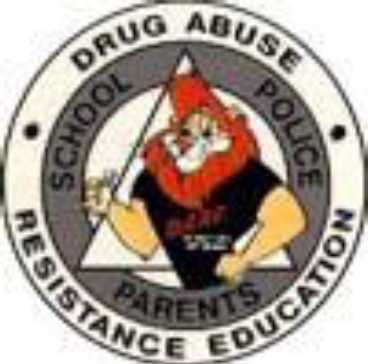 DRUG ABUSE
RESISTANCE EDUCATION
SCHOOL
POLICE
PARENTS